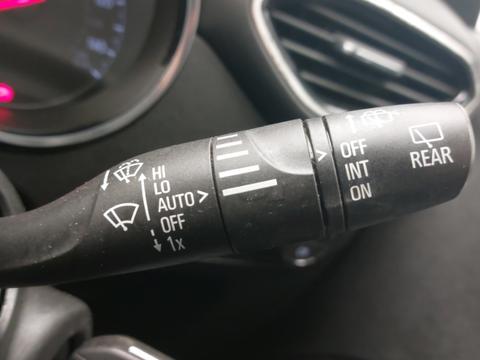 HI
LO
AUTO
OFF
1x
OFF
INT
ON
REAR